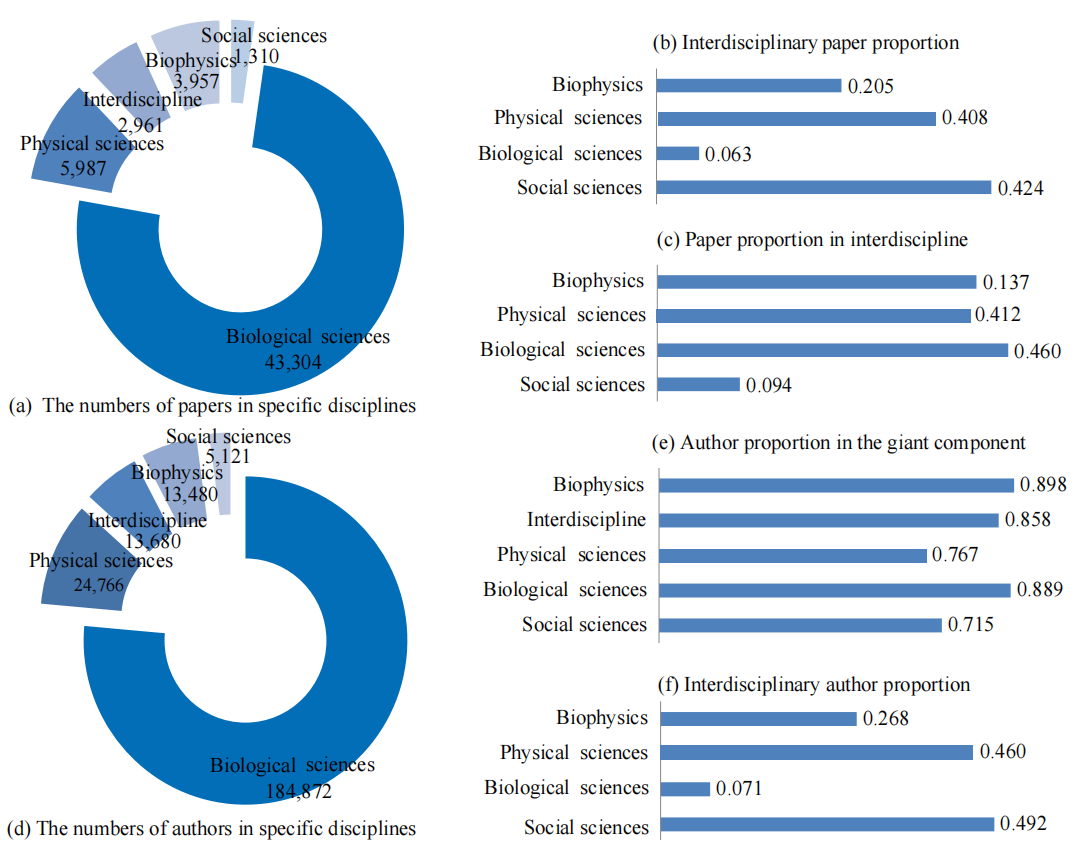 Social sciences
1,310
Biophysics
3,957
Interdiscipline
2,961
Physical sciences
5,987
Biological sciences
43,304
(a) The numbers of papers in specific disciplines
(b) Interdisciplinary paper proportion
Biophysics 0.205
Physical sciences 0.408
Biological sciences 0.063
Social sciences 0.424
(c) Paper proportion in interdiscipline
Biophysics 0.137
Physical sciences 0.412
Biological sciences 0.460
Social sciences 0.094
Social sciences
5,121
Biophysics
13,480
Interdiscipline
13,680
Physical sciences
24,766
Biological sciences
184,872
(d) The numbers of authors in specific disciplines
(e) Author proportion in the giant component
Biophysics 0.898
Interdiscipline 0.858
Physical sciences 0.767
Biological sciences 0.889
Social sciences 0.715
(f) Interdisciplinary author proportion
Biophysics 0.268
Physical sciences 0.460
Biological sciences 0.071
Social sciences 0.492